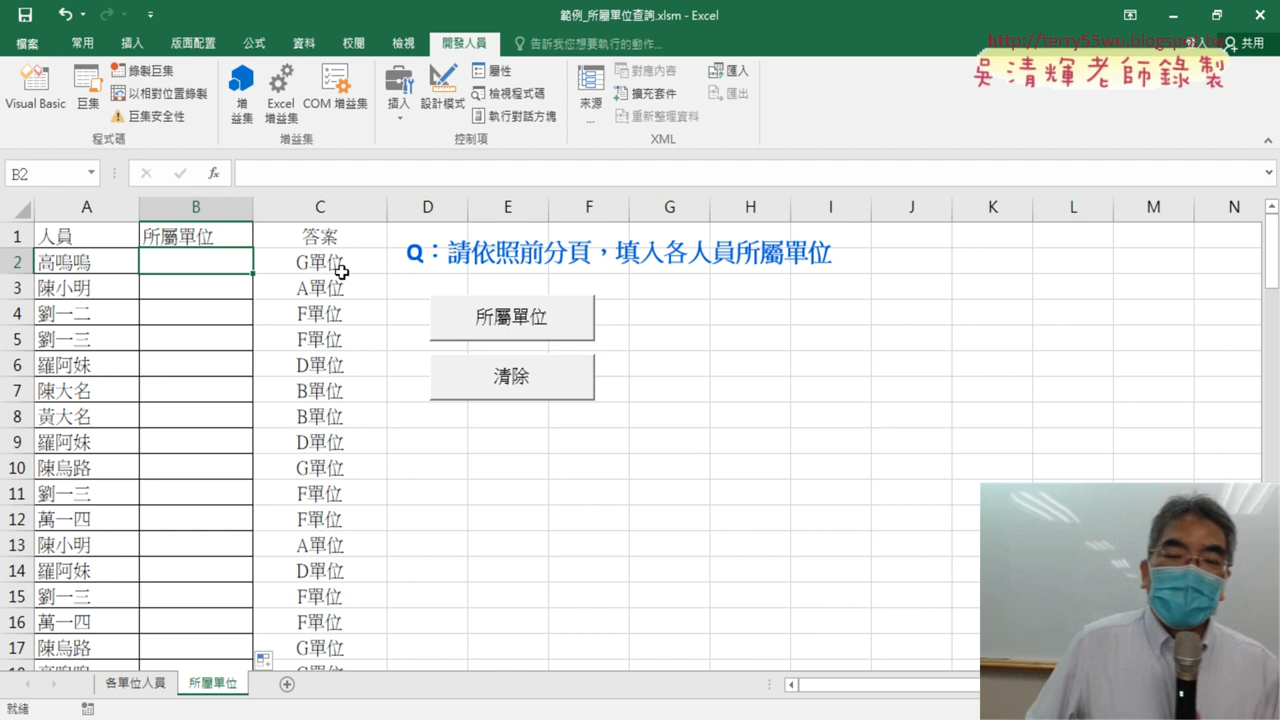 範例_所屬單位查詢.xlsm - Excel
檔案 常用 插入 版面配置 公式 資料 校閱 檢視 開發人員 告訴我您想要執行的動作... 共用
http://terry55wu.blogspot.tw
吳清輝老師錄製
Visual Basic 巨集 錄製巨集 以相對位置錄製 巨集安全性 程式碼
增益集 Excel 增益集 COM 增益集 增益集
插入 設計模式 屬性 檢視程式碼 執行對話方塊 控制項
來源... 對應內容 擴充套件 重新整理資料 匯入 匯出 XML
B2 fx
A B C D E F G H I J K L M N
1 人員 所屬單位 答案
Q：請依照前分頁，填入各人員所屬單位
2 高嗚嗚 G單位
3 陳小明 A單位
所屬單位
4 劉一二 F單位
5 劉一三 F單位
清除
6 羅阿妹 D單位
7 陳大名 B單位
8 黃大名 B單位
9 羅阿妹 D單位
10 陳烏路 G單位
11 劉一三 F單位
12 萬一四 F單位
13 陳小明 A單位
14 羅阿妹 D單位
15 劉一三 F單位
16 萬一四 F單位
17 陳烏路 G單位
各單位人員 所屬單位
就緒